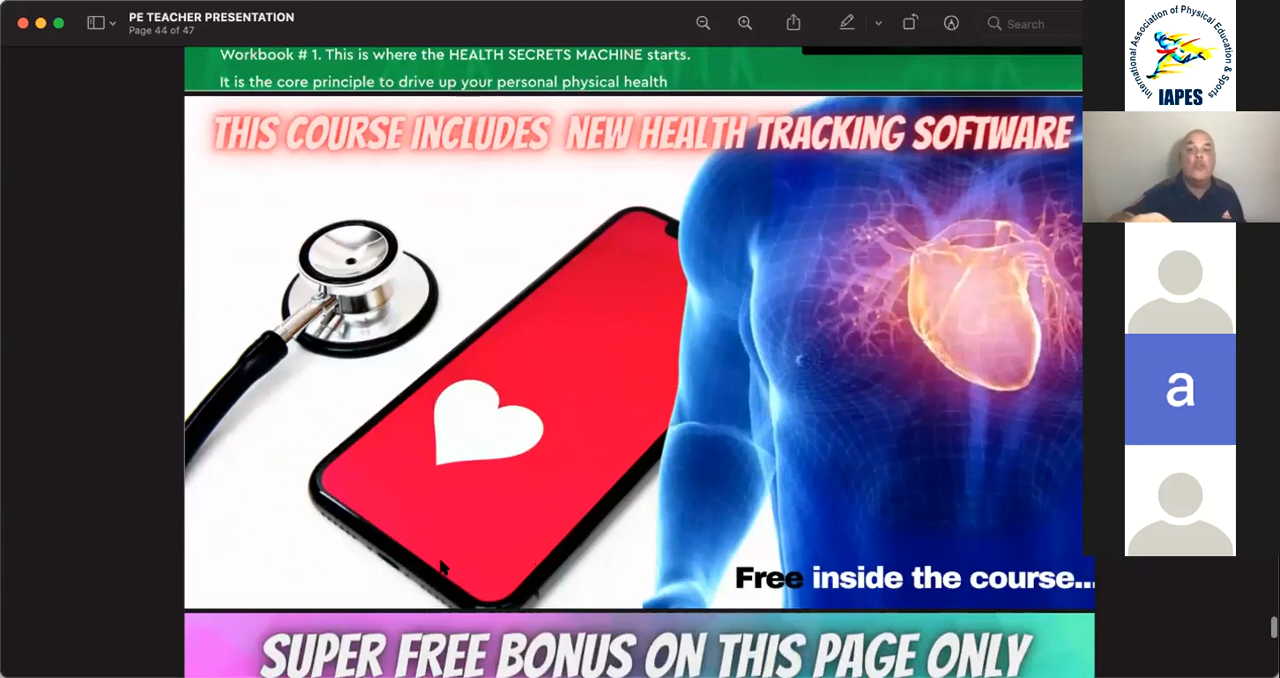 PE TEACHER PRESENTATION
Page 44 of 47
Search
International Association of Physical Education & Sports
IAPES
Workbook # 1. This is where the HEALTH SECRETS MACHINE starts.
It is the core principle to drive up your personal physical health
THIS COURSE INCLUDES NEW HEALTH TRACKING SOFTWARE
a
Free inside the course...
SUPER FREE BONUS ON THIS PAGE ONLY